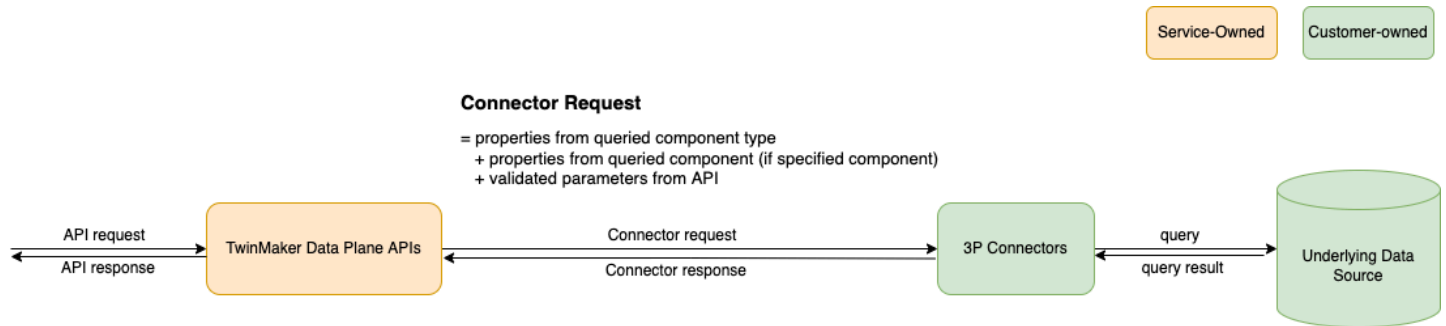 Service-Owned
Customer-owned
Connector Request
= properties from queried component type
+ properties from queried component (if specified component)
+ validated parameters from API
API request
API response
TwinMaker Data Plane APIs
Connector request
Connector response
3P Connectors
query
query result
Underlying Data
Source